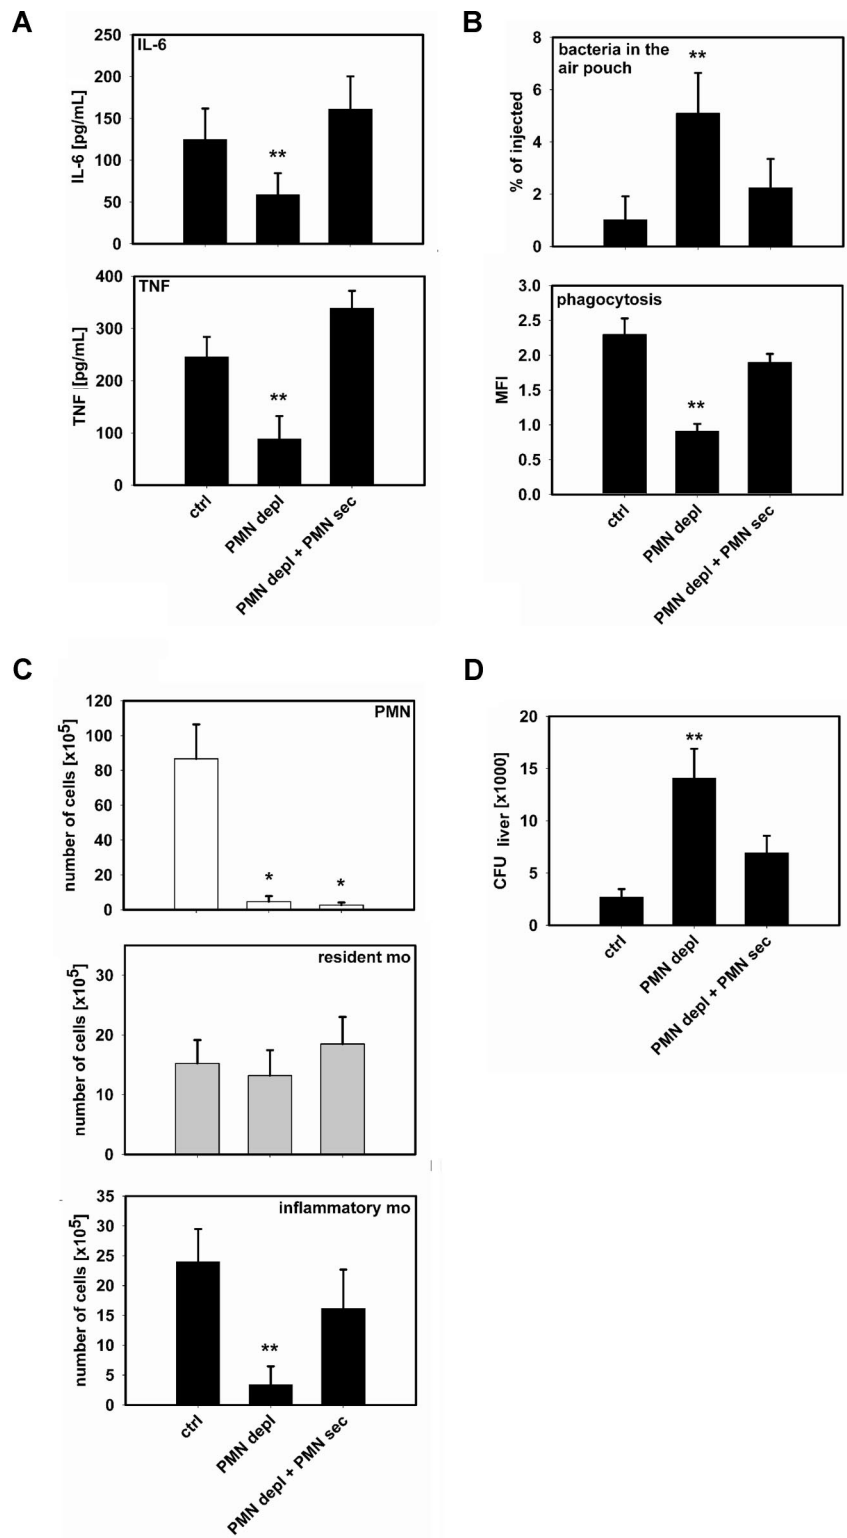 A
IL-6
IL-6 [pg/mL]
250
200
150
100
50
0
**
TNF
TNF [pg/mL]
400
300
200
100
0
**
ctrl
PMN depl
PMN depl + PMN sec
B
bacteria in the
air pouch
% of injected
8
6
4
2
0
**
phagocytosis
MFI
3.0
2.5
2.0
1.5
1.0
0.5
0.0
**
ctrl
PMN depl
PMN depl + PMN sec
C
PMN
number of cells [x10⁵]
120
100
80
60
40
20
0
*
*
resident mo
number of cells [x10⁵]
30
20
10
0
inflammatory mo
number of cells [x10⁵]
35
30
25
20
15
10
5
0
**
ctrl
PMN depl
PMN depl + PMN sec
D
CFU liver [x1000]
20
15
10
5
0
**
ctrl
PMN depl
PMN depl + PMN sec